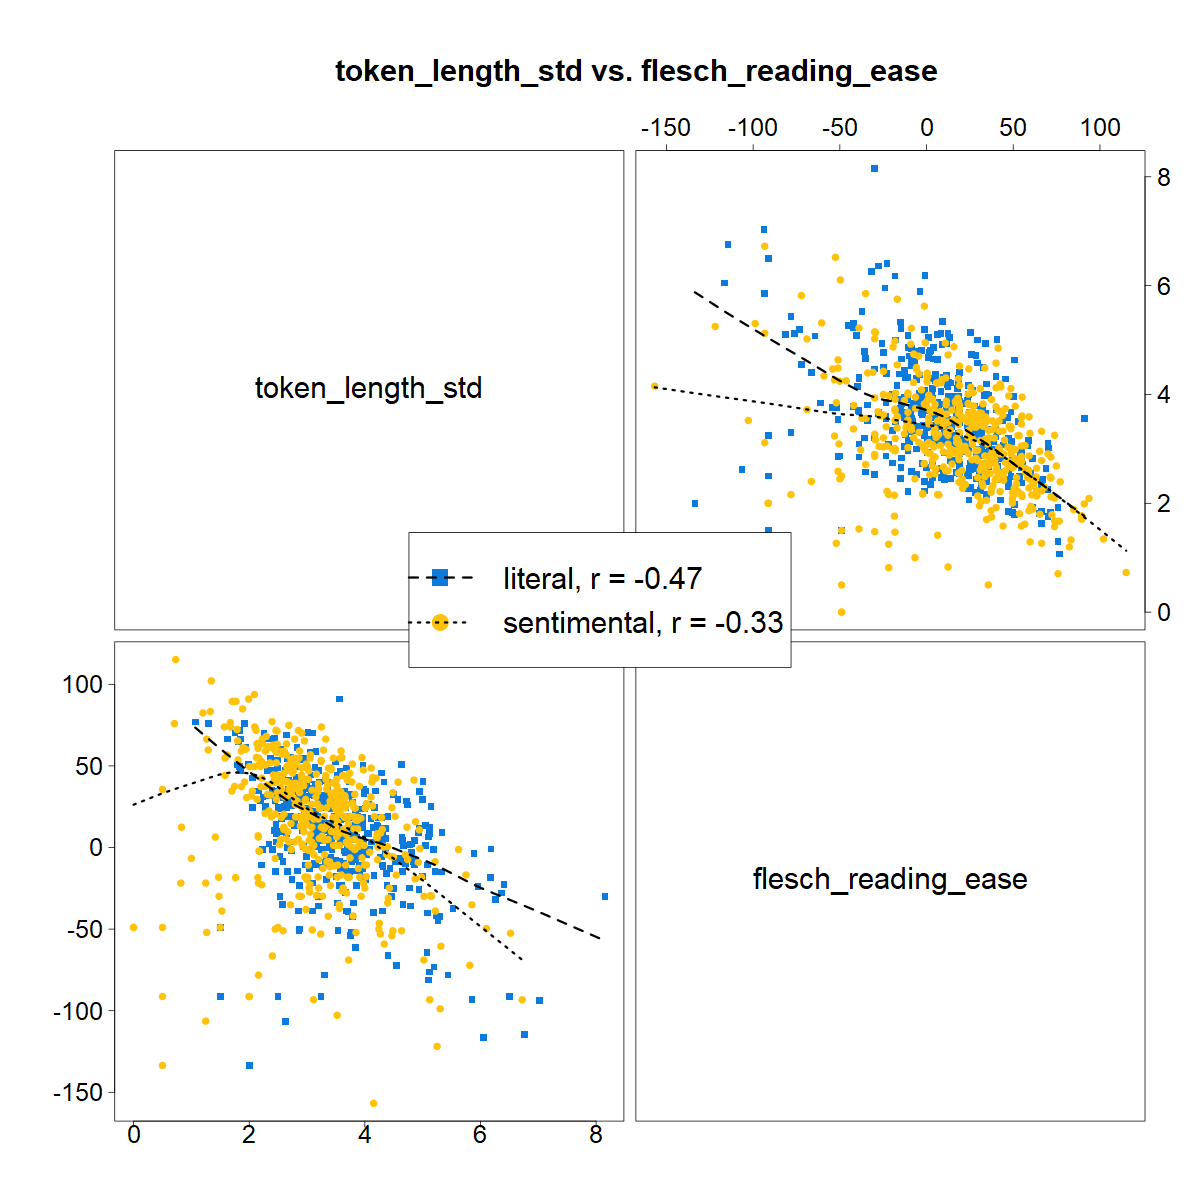 token_length_std vs. flesch_reading_ease
-150 -100 -50 0 50 100
8
6
token_length_std
4
2
literal, r = -0.47
0
sentimental, r = -0.33
100
50
0
flesch_reading_ease
-50
-100
-150
0 2 4 6 8